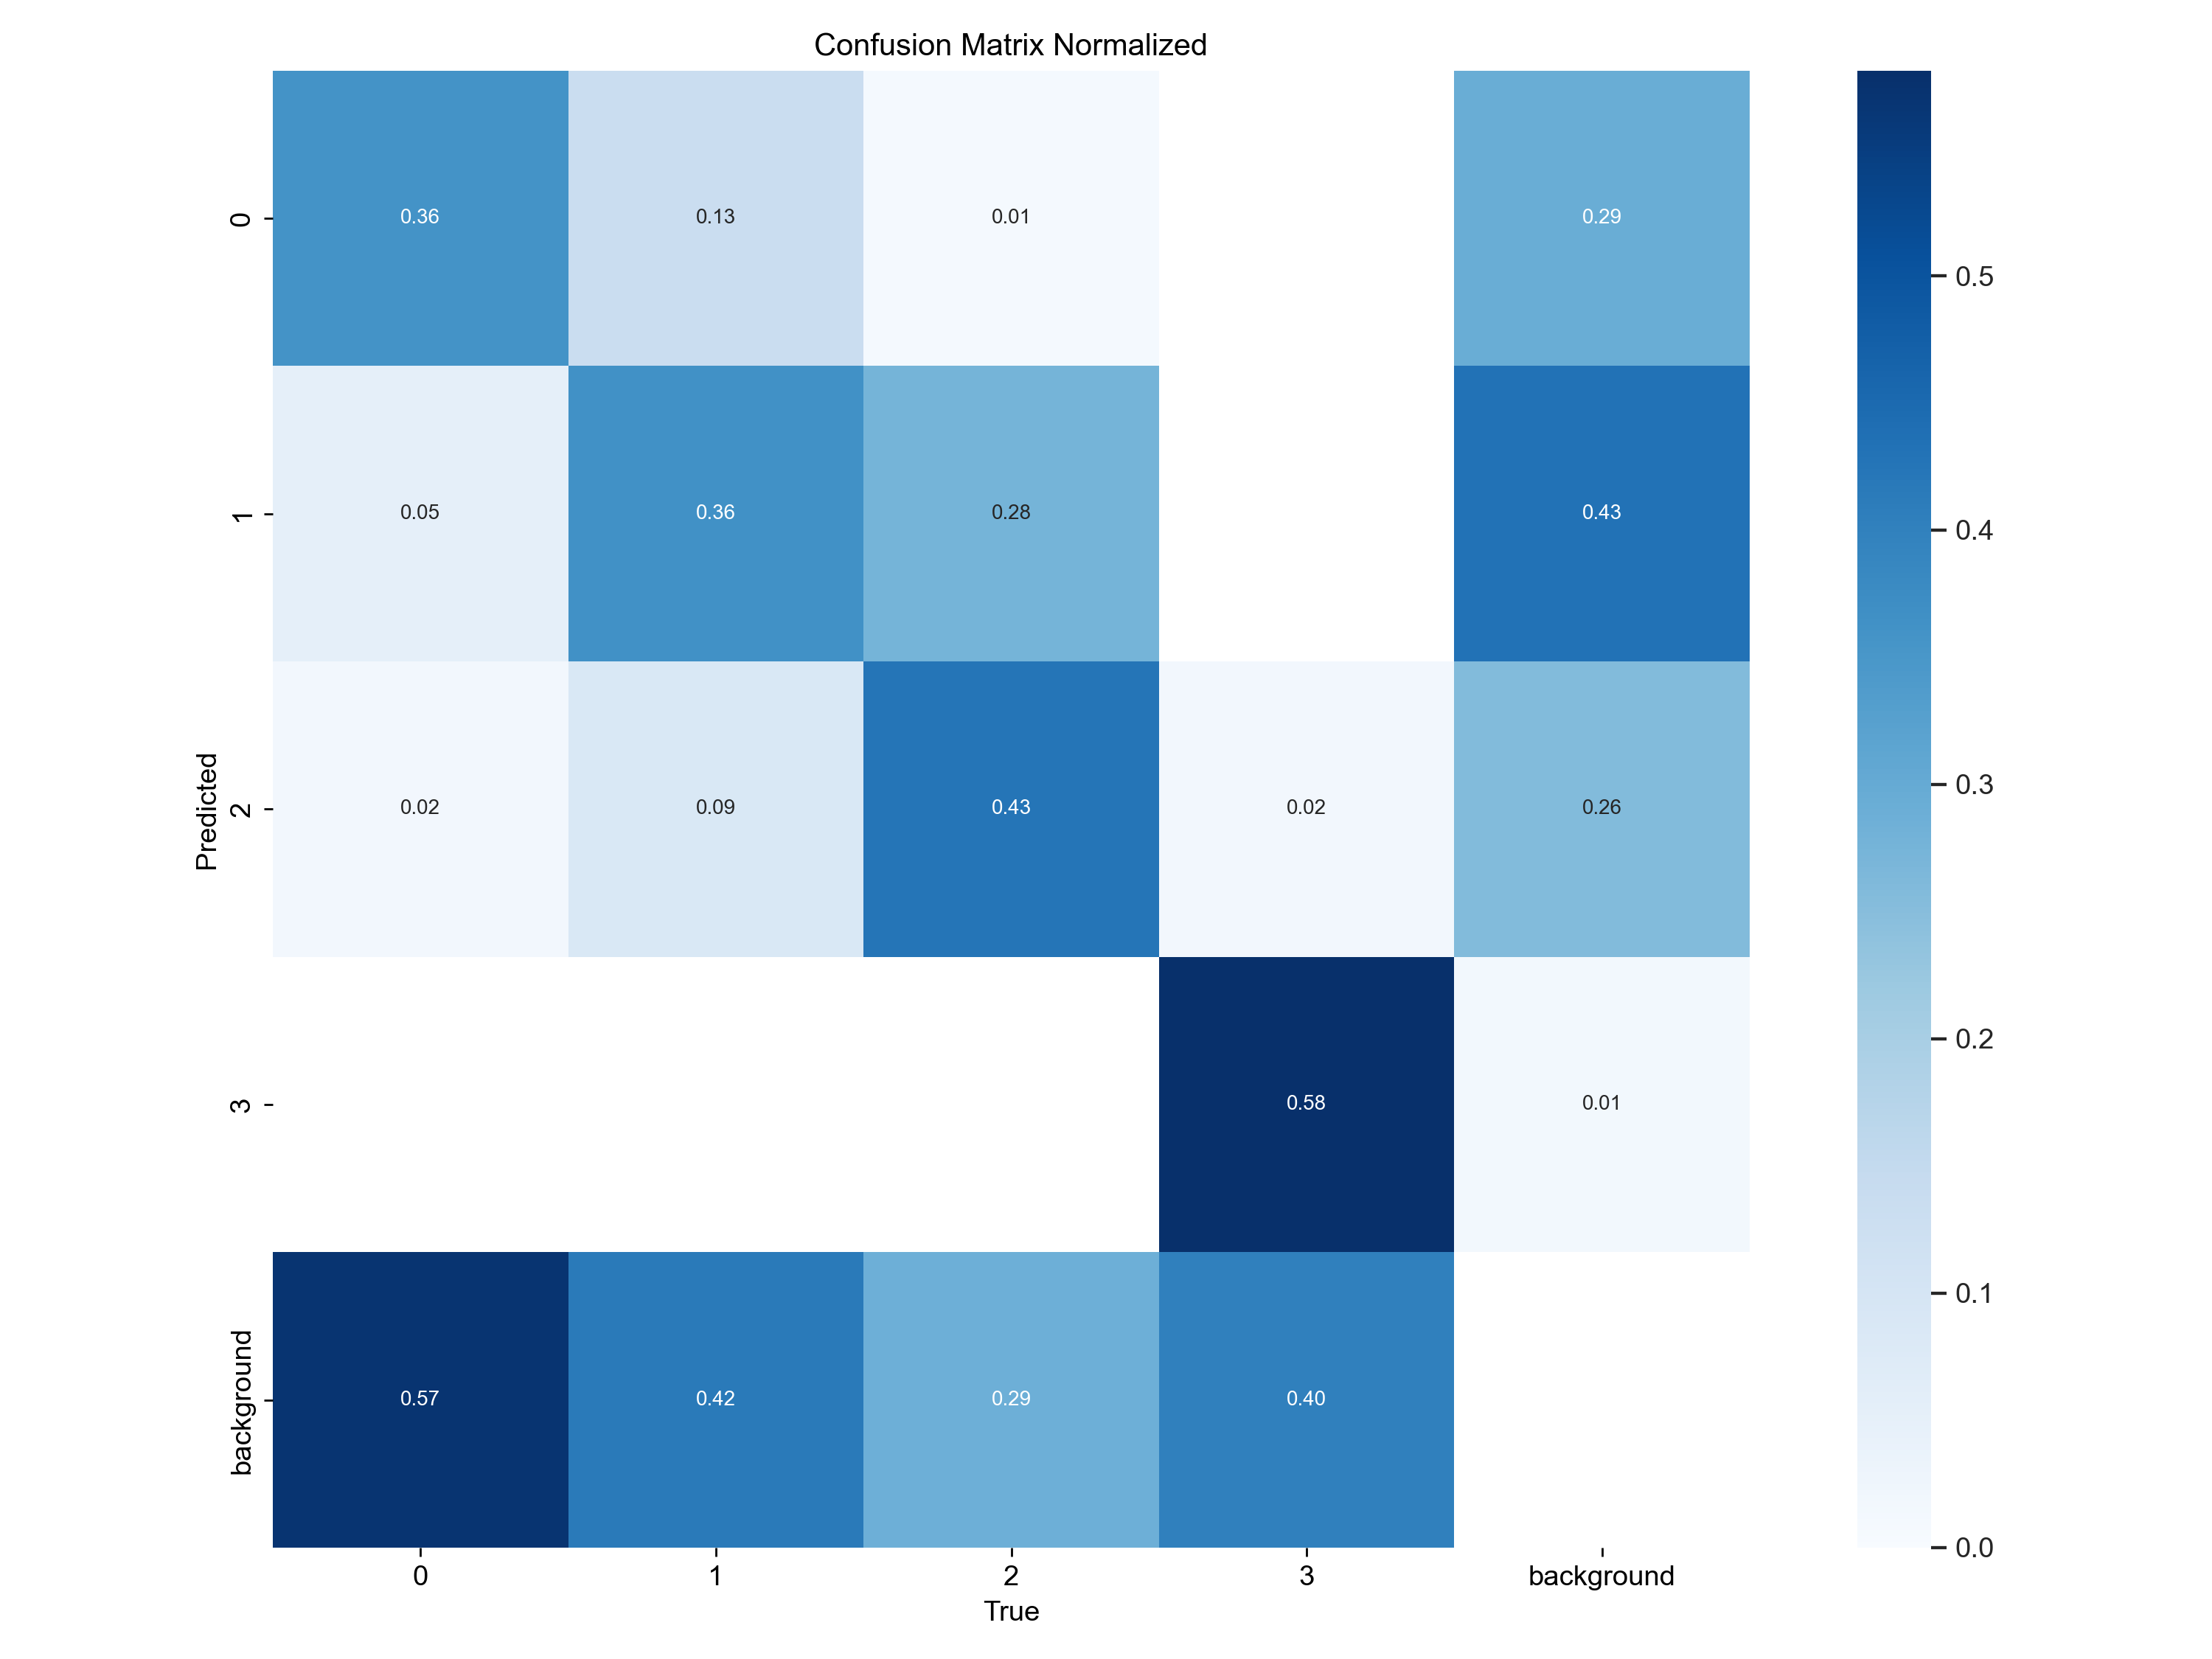 Confusion Matrix Normalized
0.36 0.13 0.01 0.29
0.05 0.36 0.28 0.43
0.02 0.09 0.43 0.02 0.26
0.58 0.01
0.57 0.42 0.29 0.40
0
1
2
3
background
Predicted
0 1 2 3 background
True
0.5
0.4
0.3
0.2
0.1
0.0